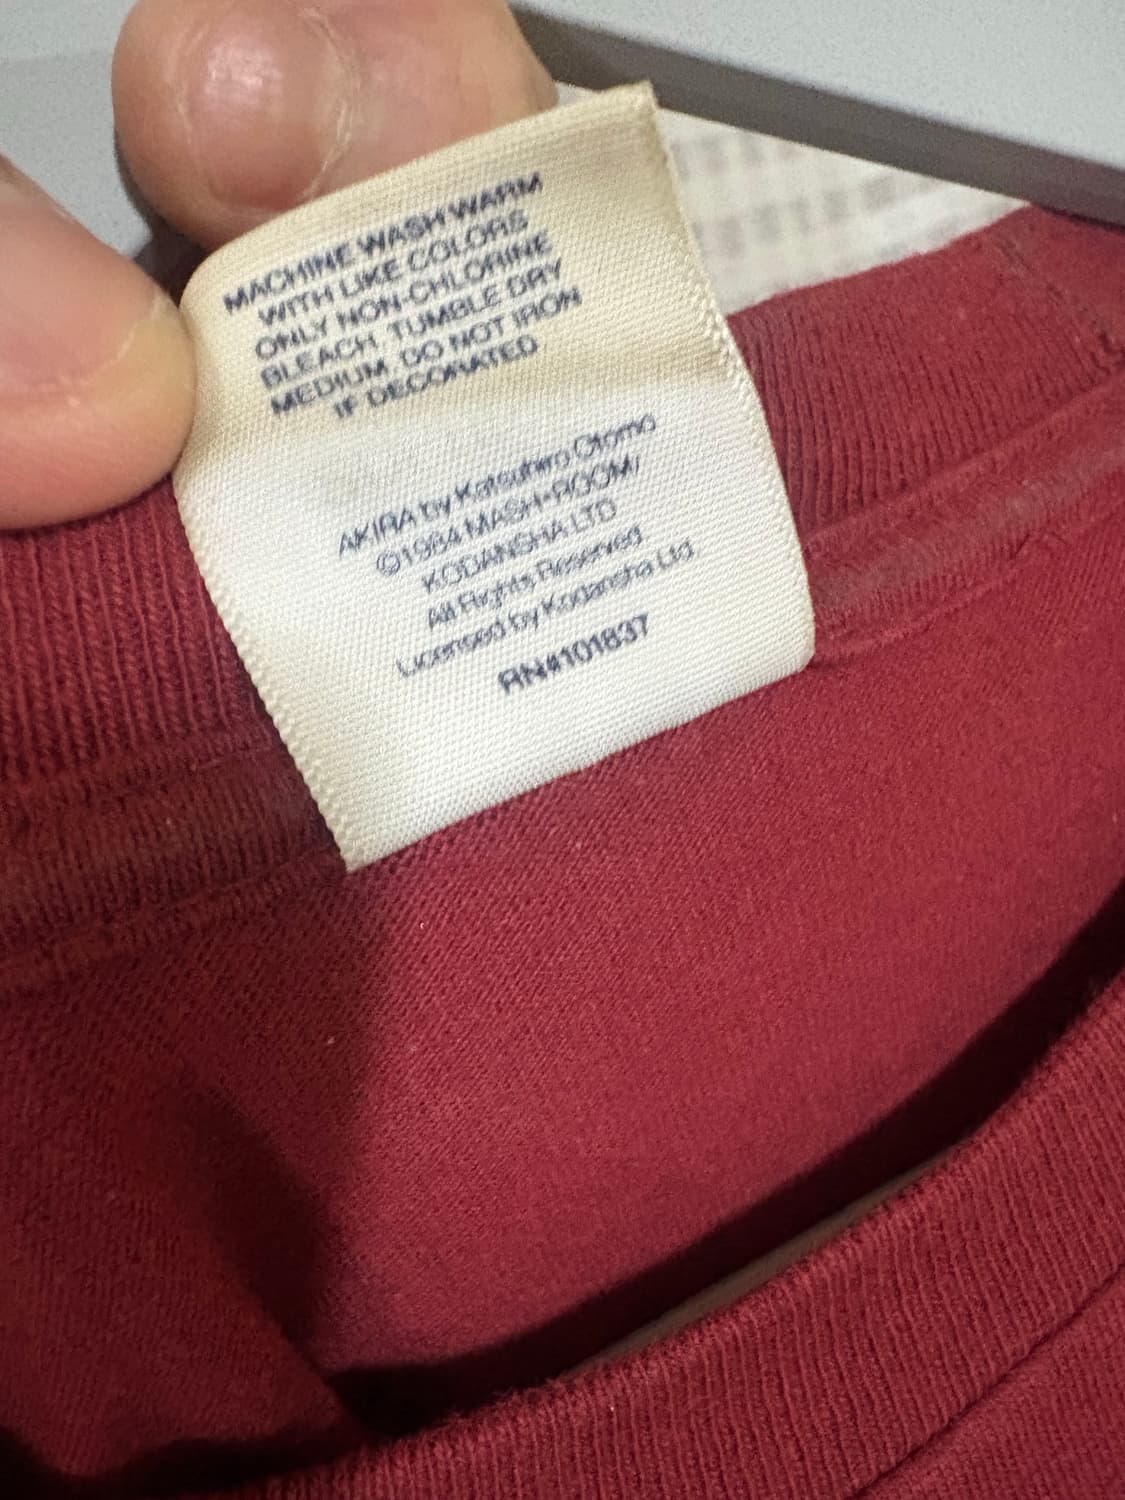 MACHINE WASH WARM
WITH LIKE COLORS
ONLY NON-CHLORINE
BLEACH TUMBLE DRY
MEDIUM. DO NOT IRON
IF DECORATED
AKIRA by Katsuhiro Otomo
©1984 MASH•ROOM/
KODANSHA LTD
All Rights Reserved
Licensed by Kodansha Ltd.
RN#101837